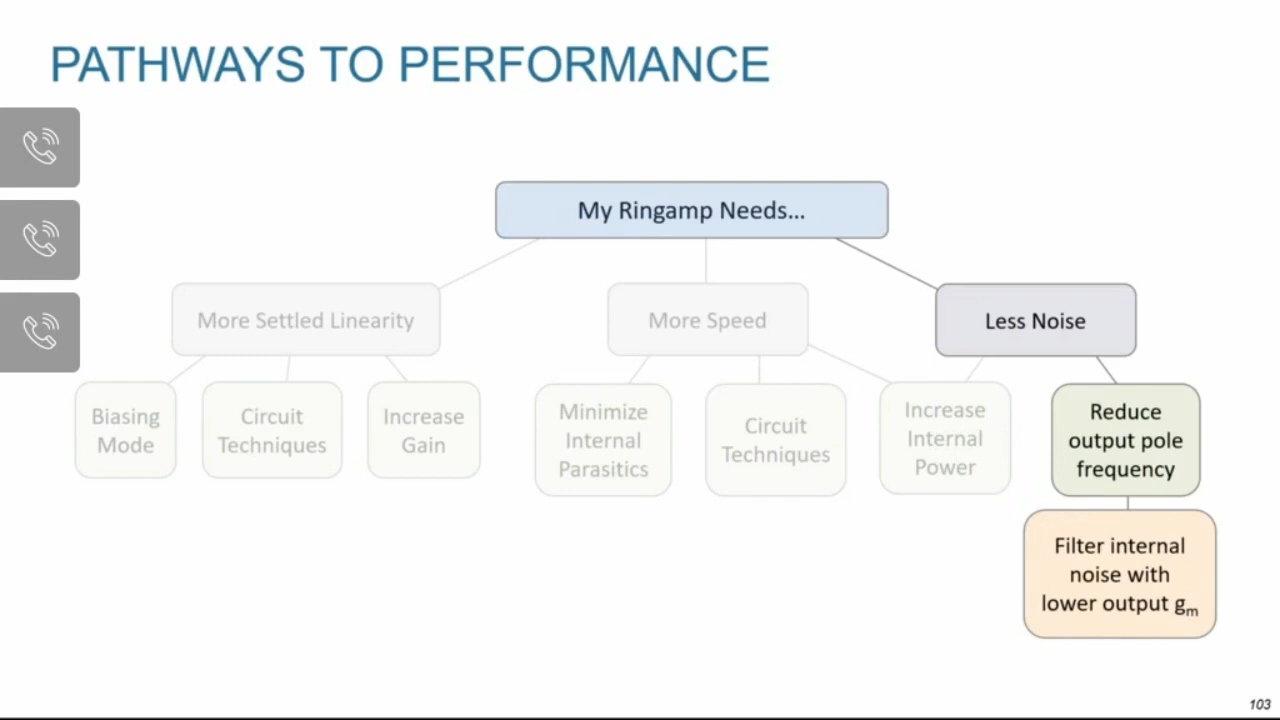 PATHWAYS TO PERFORMANCE
My Ringamp Needs...
More Settled Linearity
More Speed
Less Noise
Biasing
Mode
Circuit
Techniques
Increase
Gain
Minimize
Internal
Parasitics
Circuit
Techniques
Increase
Internal
Power
Reduce
output pole
frequency
Filter internal
noise with
lower output gm
103